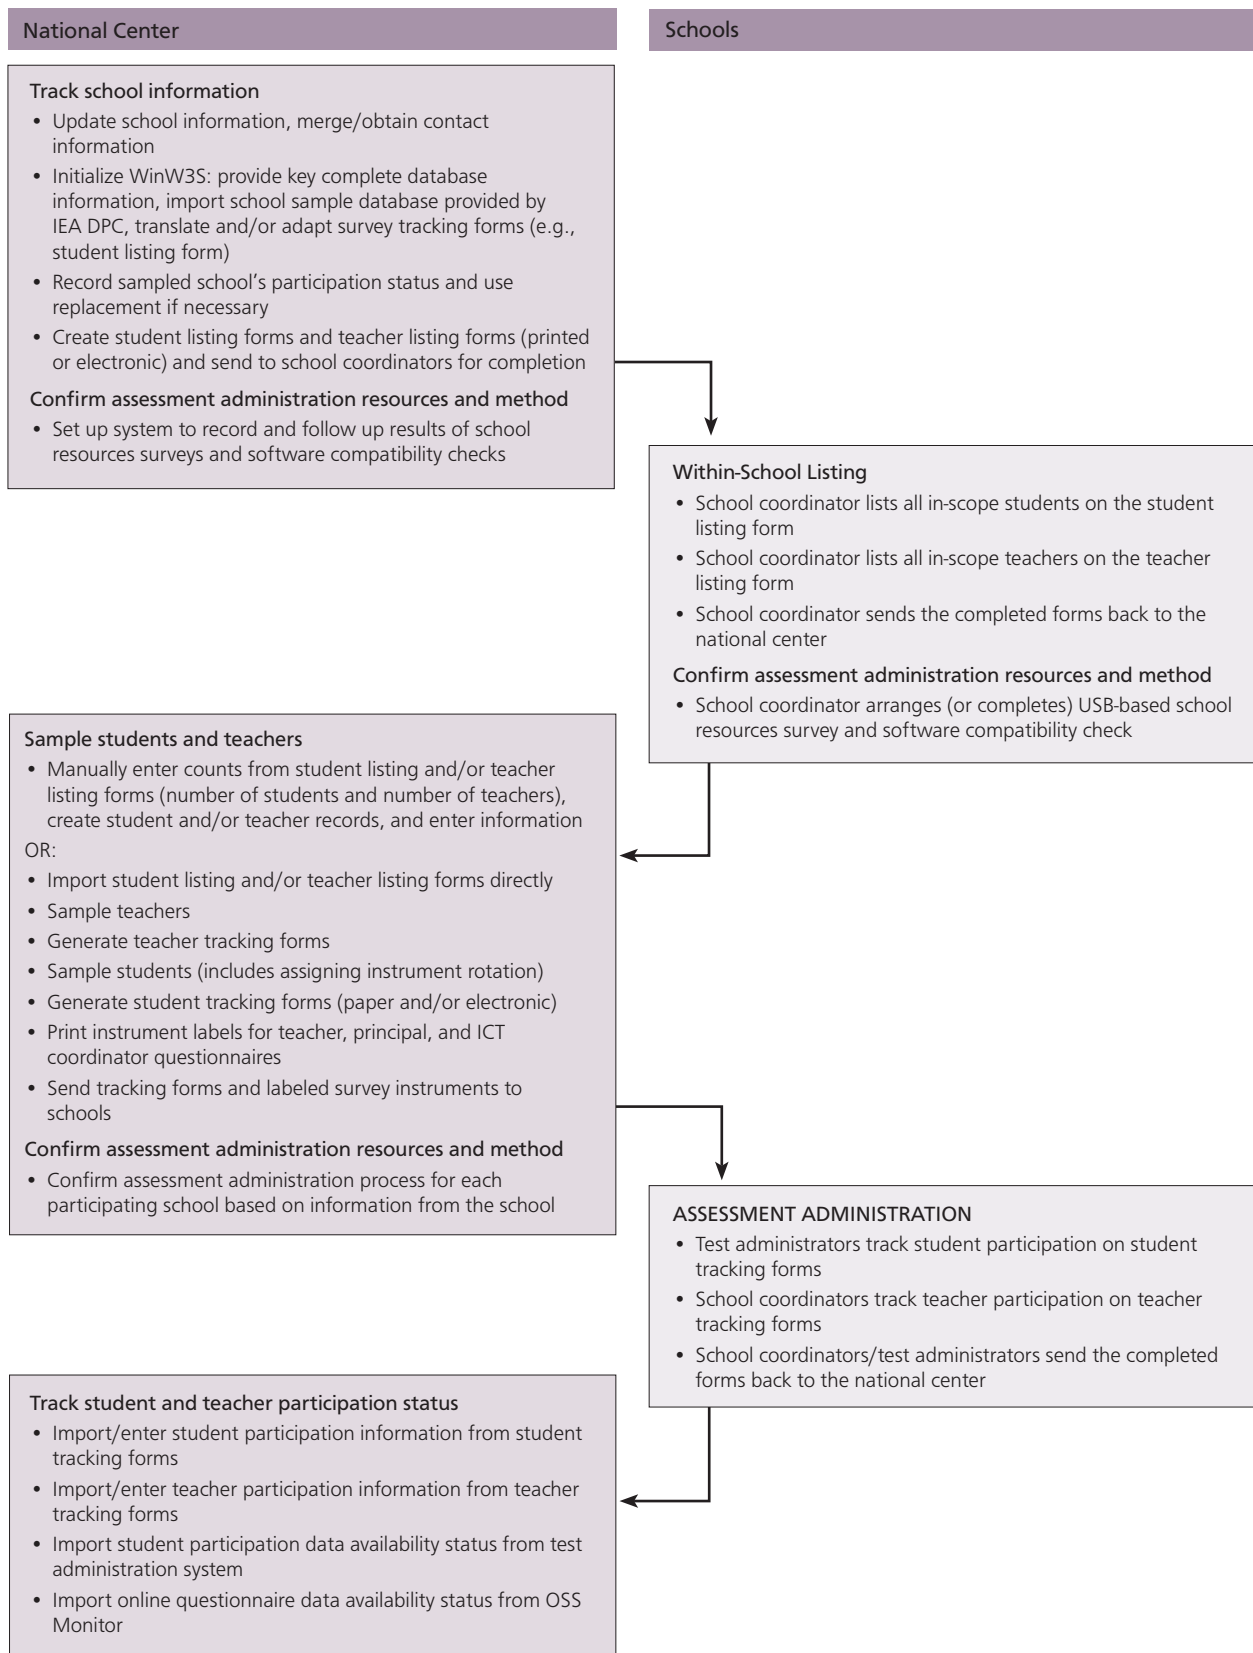 National Center
Schools
Track school information
• Update school information, merge/obtain contact
information
• Initialize WinW3S: provide key complete database
information, import school sample database provided by
IEA DPC, translate and/or adapt survey tracking forms (e.g.,
student listing form)
• Record sampled school’s participation status and use
replacement if necessary
• Create student listing forms and teacher listing forms (printed
or electronic) and send to school coordinators for completion
Confirm assessment administration resources and method
• Set up system to record and follow up results of school
resources surveys and software compatibility checks
Within-School Listing
• School coordinator lists all in-scope students on the student
listing form
• School coordinator lists all in-scope teachers on the teacher
listing form
• School coordinator sends the completed forms back to the
national center
Confirm assessment administration resources and method
• School coordinator arranges (or completes) USB-based school
resources survey and software compatibility check
Sample students and teachers
• Manually enter counts from student listing and/or teacher
listing forms (number of students and number of teachers),
create student and/or teacher records, and enter information
OR:
• Import student listing and/or teacher listing forms directly
• Sample teachers
• Generate teacher tracking forms
• Sample students (includes assigning instrument rotation)
• Generate student tracking forms (paper and/or electronic)
• Print instrument labels for teacher, principal, and ICT
coordinator questionnaires
• Send tracking forms and labeled survey instruments to
schools
Confirm assessment administration resources and method
• Confirm assessment administration process for each
participating school based on information from the school
ASSESSMENT ADMINISTRATION
• Test administrators track student participation on student
tracking forms
• School coordinators track teacher participation on teacher
tracking forms
• School coordinators/test administrators send the completed
forms back to the national center
Track student and teacher participation status
• Import/enter student participation information from student
tracking forms
• Import/enter teacher participation information from teacher
tracking forms
• Import student participation data availability status from test
administration system
• Import online questionnaire data availability status from OSS
Monitor